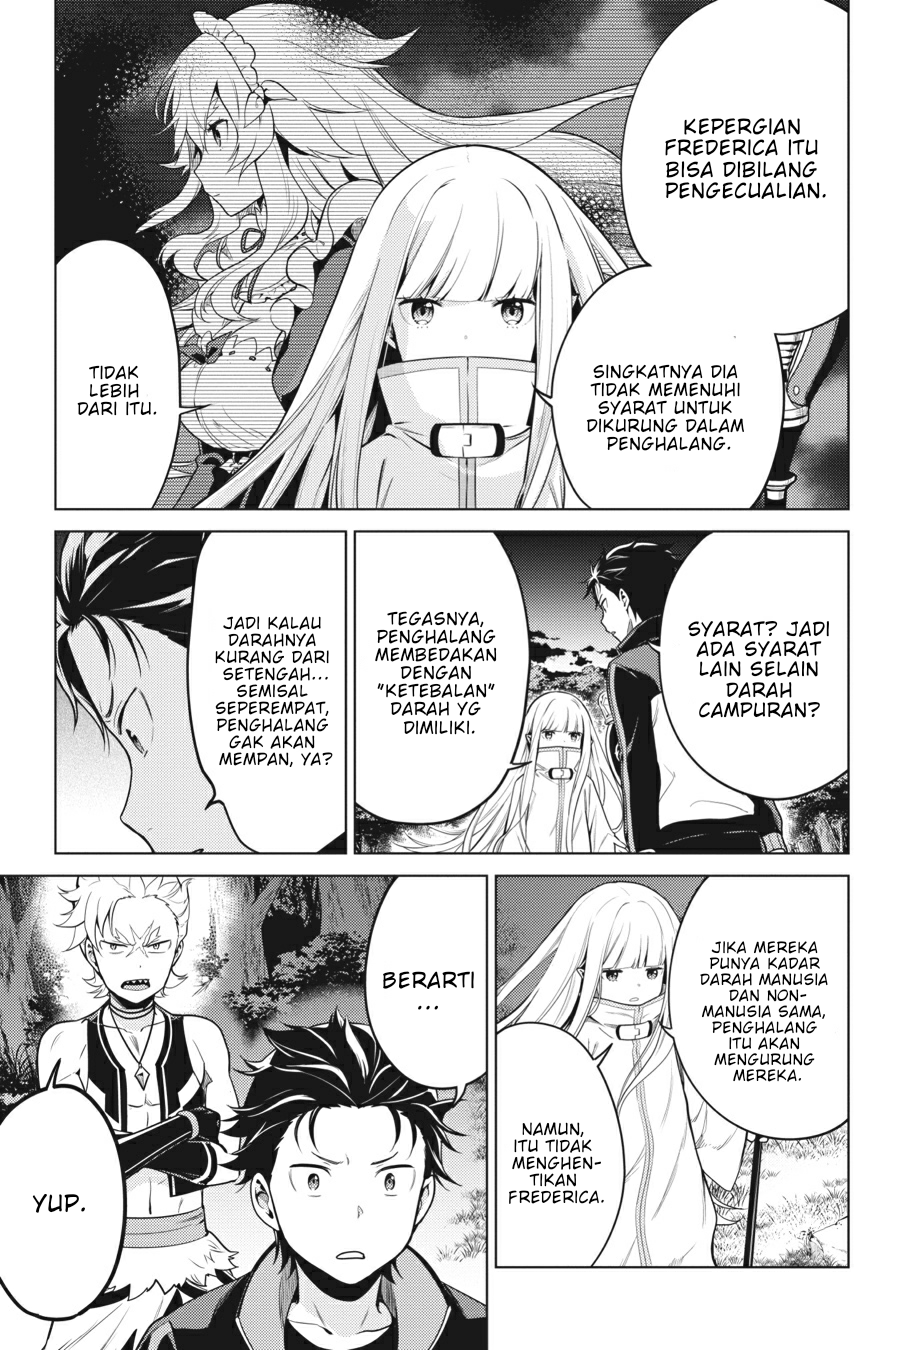 KEPERGIAN
FREDERICA ITU
BISA DIBILANG
PENGECUALIAN.
SINGKATNYA DIA
TIDAK MEMENUHI
SYARAT UNTUK
DIKURUNG DALAM
PENGHALANG.
TIDAK
LEBIH
DARI ITU.
SYARAT? JADI
ADA SYARAT
LAIN SELAIN
DARAH
CAMPURAN?
TEGASNYA,
PENGHALANG
MEMBEDAKAN
DENGAN
"KETEBALAN"
DARAH YG
DIMILIKI.
JADI KALAU
DARAHNYA
KURANG DARI
SETENGAH...
SEMISAL
SEPEREMPAT,
PENGHALANG
GAK AKAN
MEMPAN, YA?
JIKA MEREKA
PUNYA KADAR
DARAH MANUSIA
DAN NON-
MANUSIA SAMA,
PENGHALANG
ITU AKAN
MENGURUNG
MEREKA.
NAMUN,
ITU TIDAK
MENGHEN-
TIKAN
FREDERICA.
BERARTI
...
YUP.